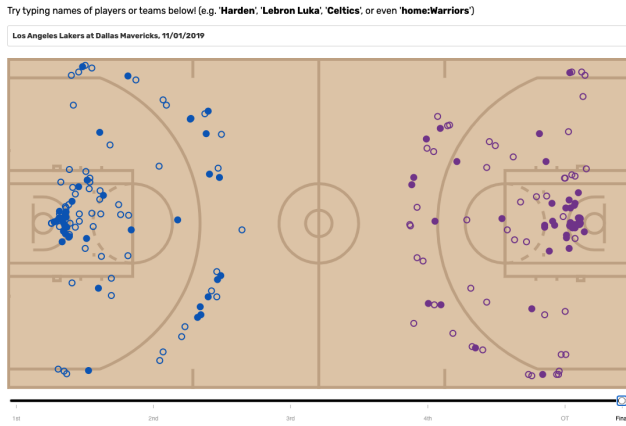 Try typing names of players or teams below! (e.g. 'Harden', 'Lebron Luka', 'Celtics', or even 'home:Warriors')
Los Angeles Lakers at Dallas Mavericks, 11/01/2019
1st 2nd 3rd 4th OT Fina